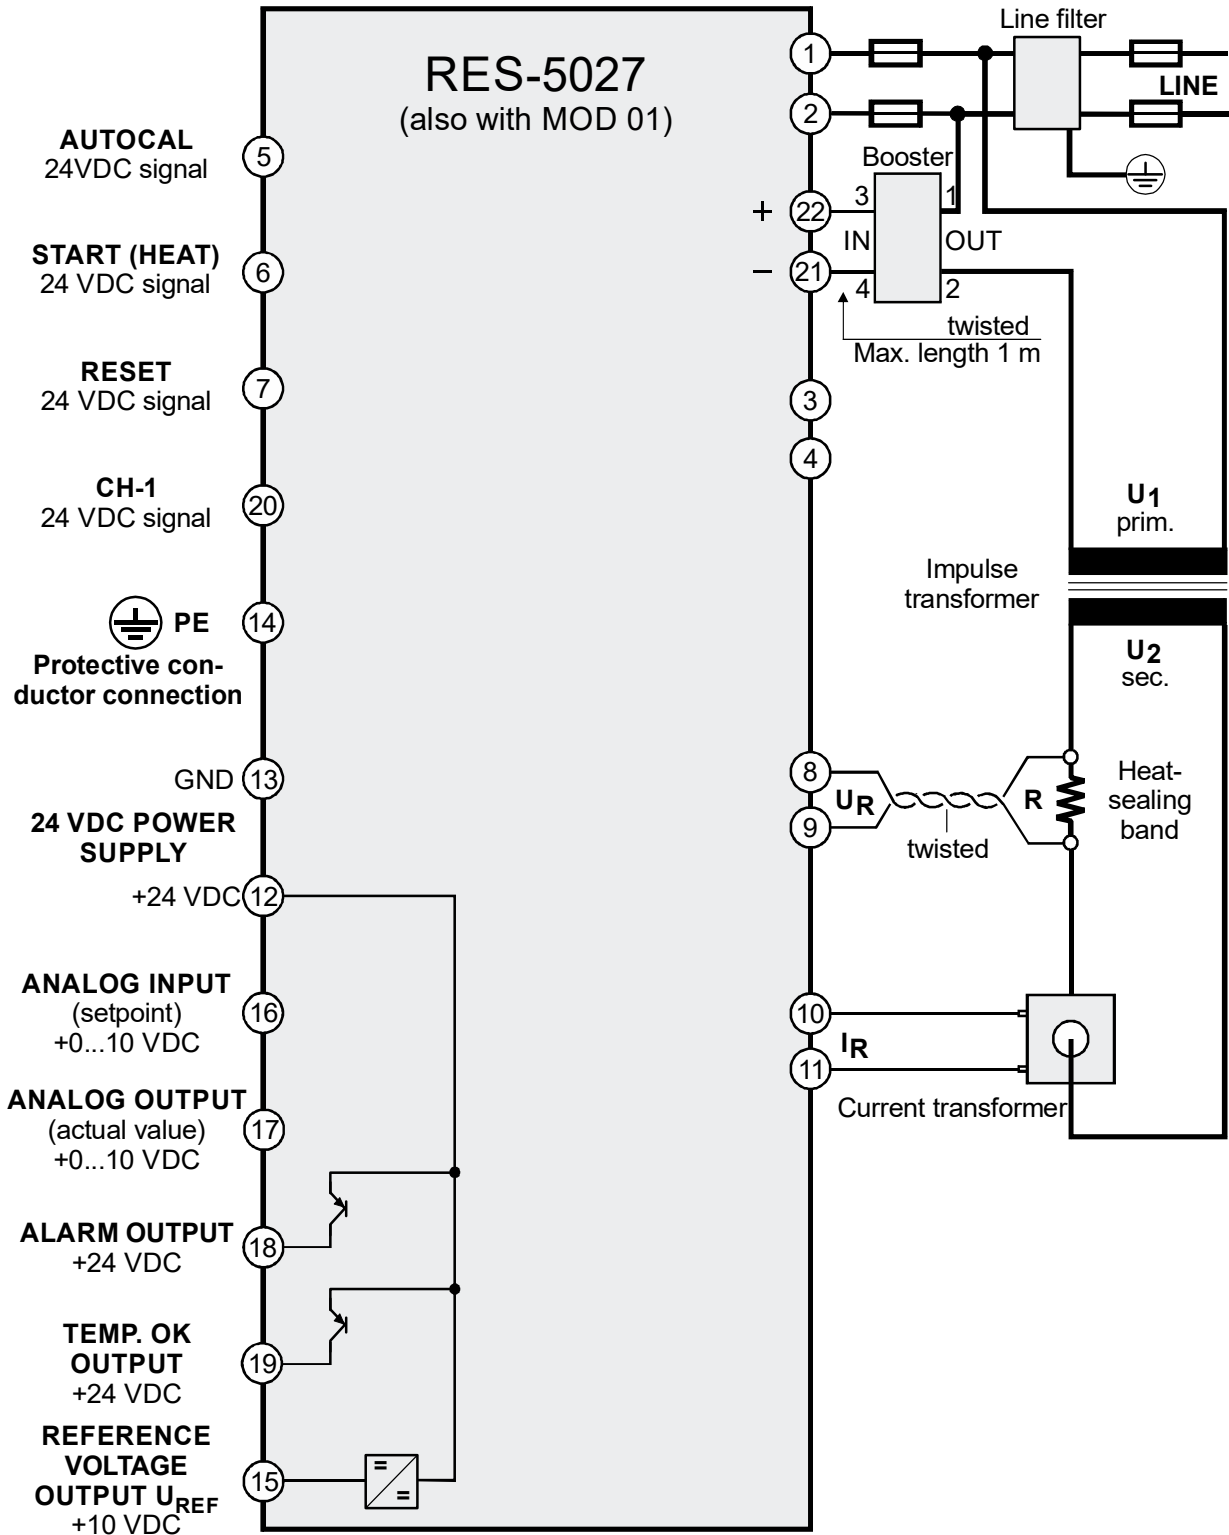 RES-5027
(also with MOD 01)
AUTOCAL
24VDC signal
5
START (HEAT)
24 VDC signal
6
RESET
24 VDC signal
7
CH-1
24 VDC signal
20
PE
14
Protective con-
ductor connection
GND
13
24 VDC POWER
SUPPLY
+24 VDC
12
ANALOG INPUT
(setpoint)
+0...10 VDC
16
ANALOG OUTPUT
(actual value)
+0...10 VDC
17
ALARM OUTPUT
+24 VDC
18
TEMP. OK
OUTPUT
+24 VDC
19
REFERENCE
VOLTAGE
OUTPUT UREF
+10 VDC
15
=
=
1
2
Line filter
LINE
Booster
+
22
3
1
IN
OUT
–
21
4
2
twisted
Max. length 1 m
3
4
U1
prim.
Impulse
transformer
U2
sec.
8
9
UR
twisted
R
Heat-
sealing
band
10
11
IR
Current transformer